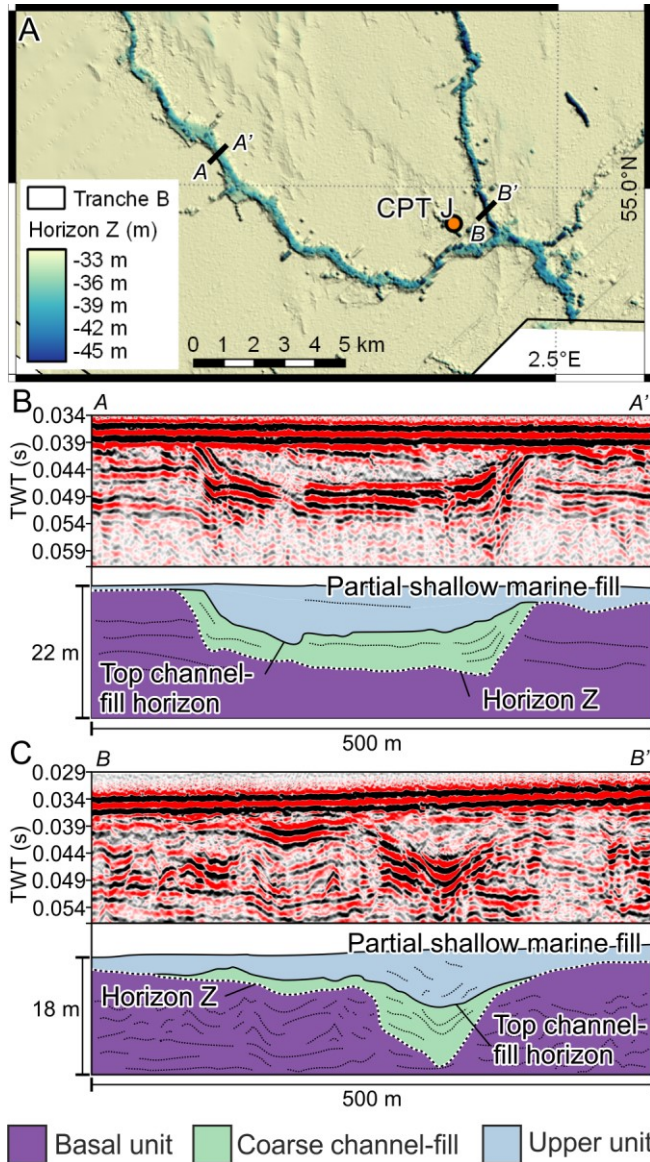 A
A'
A
B'
CPT J
B
55.0°N
Tranche B
Horizon Z (m)
-33 m
-36 m
-39 m
-42 m
-45 m
0 1 2 3 4 5 km
2.5°E
B
A
A'
0.034
0.039
0.044
0.049
0.054
0.059
TWT (s)
Partial shallow marine fill
22 m
Top channel-
fill horizon
Horizon Z
500 m
C
B
B'
0.029
0.034
0.039
0.044
0.049
0.054
TWT (s)
Partial shallow marine fill
Horizon Z
18 m
Top channel-
fill horizon
500 m
Basal unit
Coarse channel-fill
Upper unit